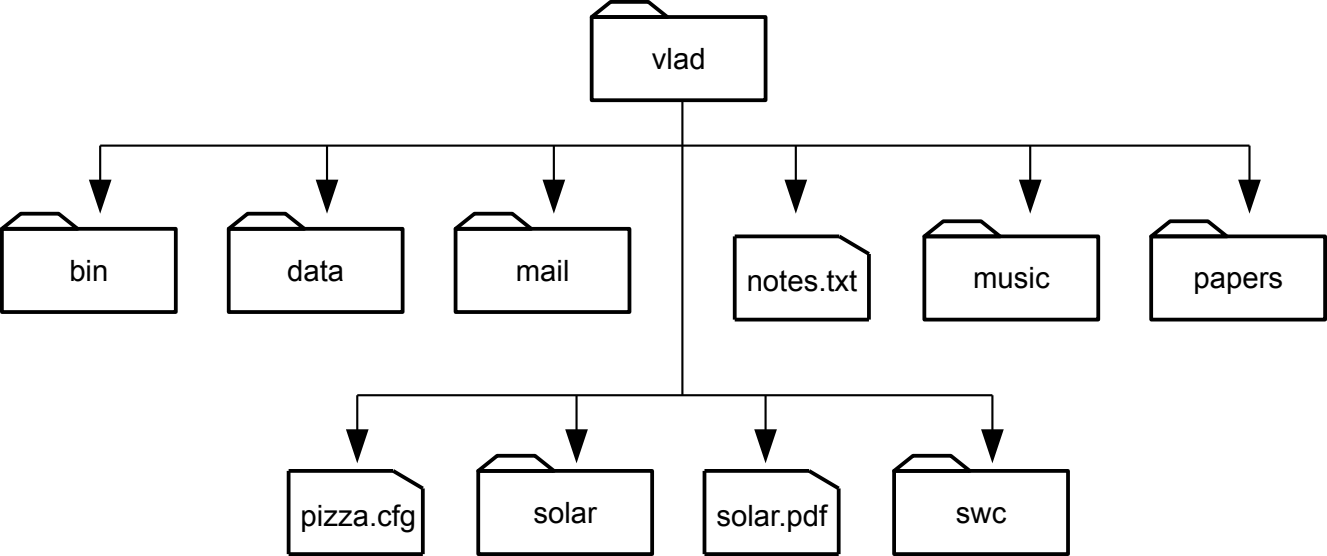 vlad
bin
data
mail
notes.txt
music
papers
pizza.cfg
solar
solar.pdf
swc